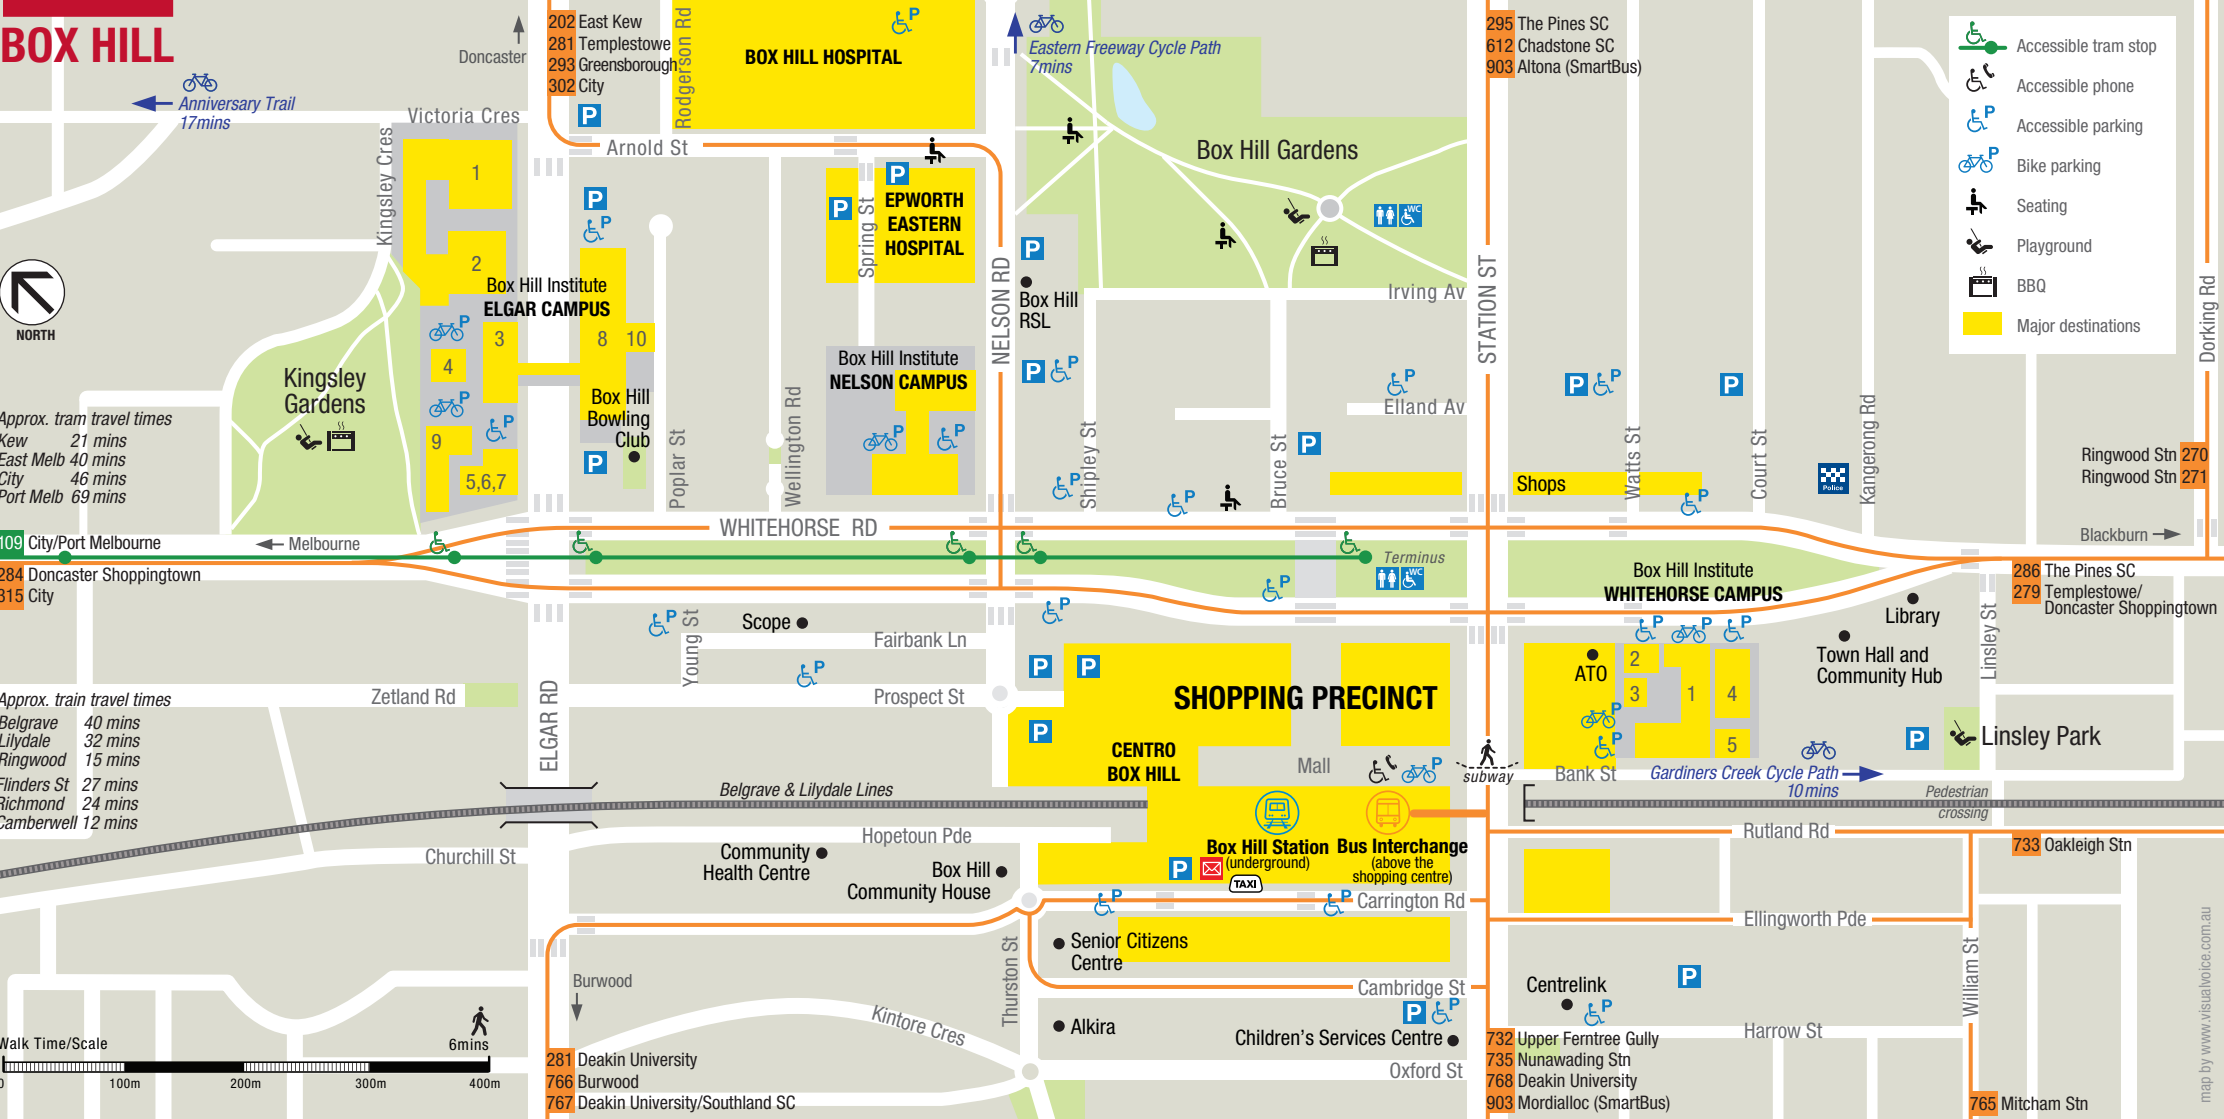 BOX HILL
Doncaster
202 East Kew
281 Templestowe
293 Greensborough
302 City
Rodgerson Rd
BOX HILL HOSPITAL
Eastern Freeway Cycle Path
7mins
295 The Pines SC
612 Chadstone SC
903 Altona (SmartBus)
Accessible tram stop
Accessible phone
Accessible parking
Bike parking
Seating
Playground
BBQ
Major destinations
Anniversary Trail
17mins
Victoria Cres
Kingsley Cres
Arnold St
Box Hill Gardens
EPWORTH
EASTERN
HOSPITAL
Spring St
NELSON RD
STATION ST
Dorking Rd
NORTH
1
2
Box Hill Institute
ELGAR CAMPUS
3
4
8
10
9
5,6,7
Box Hill
RSL
Irving Av
Kingsley
Gardens
Box Hill Institute
NELSON CAMPUS
Box Hill
Bowling
Club
Poplar St
Wellington Rd
Shipley St
Bruce St
Elland Av
Watts St
Court St
Kangerong Rd
Police
Shops
Approx. tram travel times
Kew 21 mins
East Melb 40 mins
City 46 mins
Port Melb 69 mins
Ringwood Stn 270
Ringwood Stn 271
109 City/Port Melbourne
Melbourne
WHITEHORSE RD
Terminus
WC
WC
Blackburn
284 Doncaster Shoppingtown
315 City
286 The Pines SC
279 Templestowe/
Doncaster Shoppingtown
Box Hill Institute
WHITEHORSE CAMPUS
Library
Linsley St
Town Hall and
Community Hub
ATO
2
3
1
4
5
Scope
Young St
Fairbank Ln
Prospect St
Zetland Rd
ELGAR RD
SHOPPING PRECINCT
CENTRO
BOX HILL
Mall
subway
Bank St
Gardiners Creek Cycle Path
10mins
Linsley Park
Pedestrian
crossing
Approx. train travel times
Belgrave 40 mins
Lilydale 32 mins
Ringwood 15 mins
Flinders St 27 mins
Richmond 24 mins
Camberwell 12 mins
Belgrave & Lilydale Lines
Hopetoun Pde
Churchill St
Community
Health Centre
Box Hill
Community House
Box Hill Station
(underground)
TAXI
Bus Interchange
(above the
shopping centre)
Rutland Rd
733 Oakleigh Stn
Carrington Rd
Ellingworth Pde
Senior Citizens
Centre
Thurston St
Cambridge St
William St
Burwood
Centrelink
Kintore Cres
Alkira
Children's Services Centre
Harrow St
Oxford St
Walk Time/Scale
6mins
0 100m 200m 300m 400m
281 Deakin University
766 Burwood
767 Deakin University/Southland SC
732 Upper Ferntree Gully
735 Nunawading Stn
768 Deakin University
903 Mordialloc (SmartBus)
765 Mitcham Stn
map by www.visualvoice.com.au